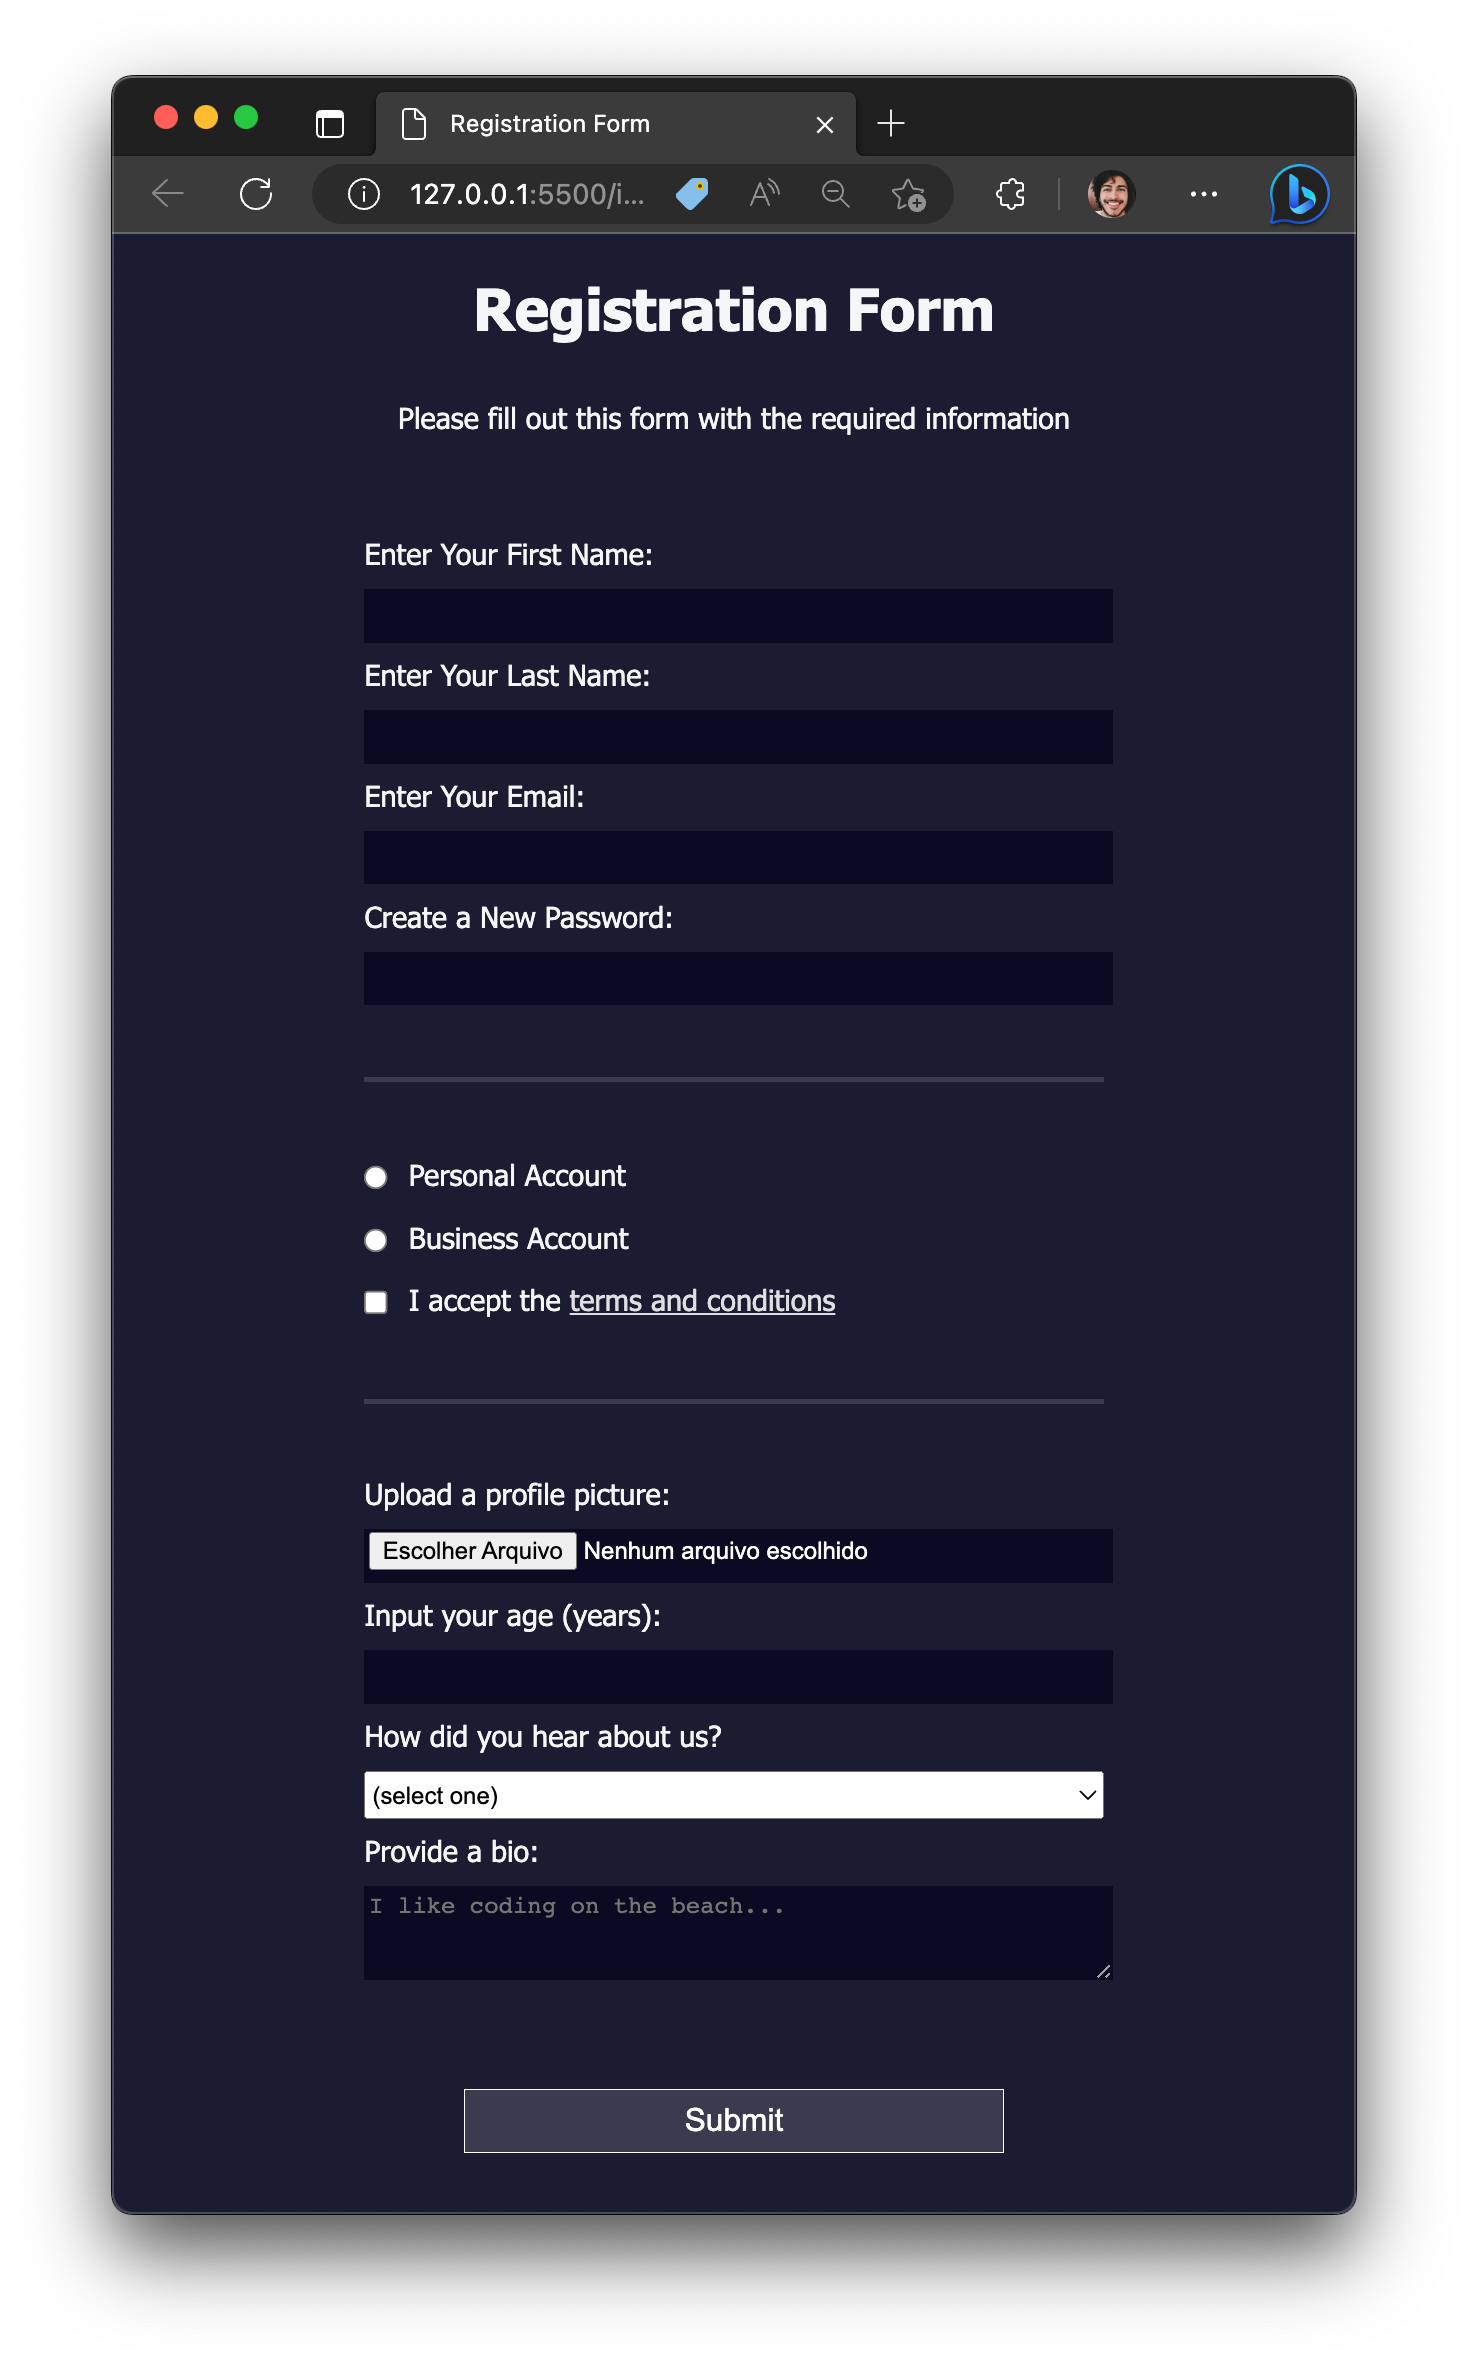 Registration Form
127.0.0.1:5500/i...
Registration Form
Please fill out this form with the required information
Enter Your First Name:
Enter Your Last Name:
Enter Your Email:
Create a New Password:
Personal Account
Business Account
I accept the terms and conditions
Upload a profile picture:
Escolher Arquivo Nenhum arquivo escolhido
Input your age (years):
How did you hear about us?
(select one)
Provide a bio:
I like coding on the beach...
Submit